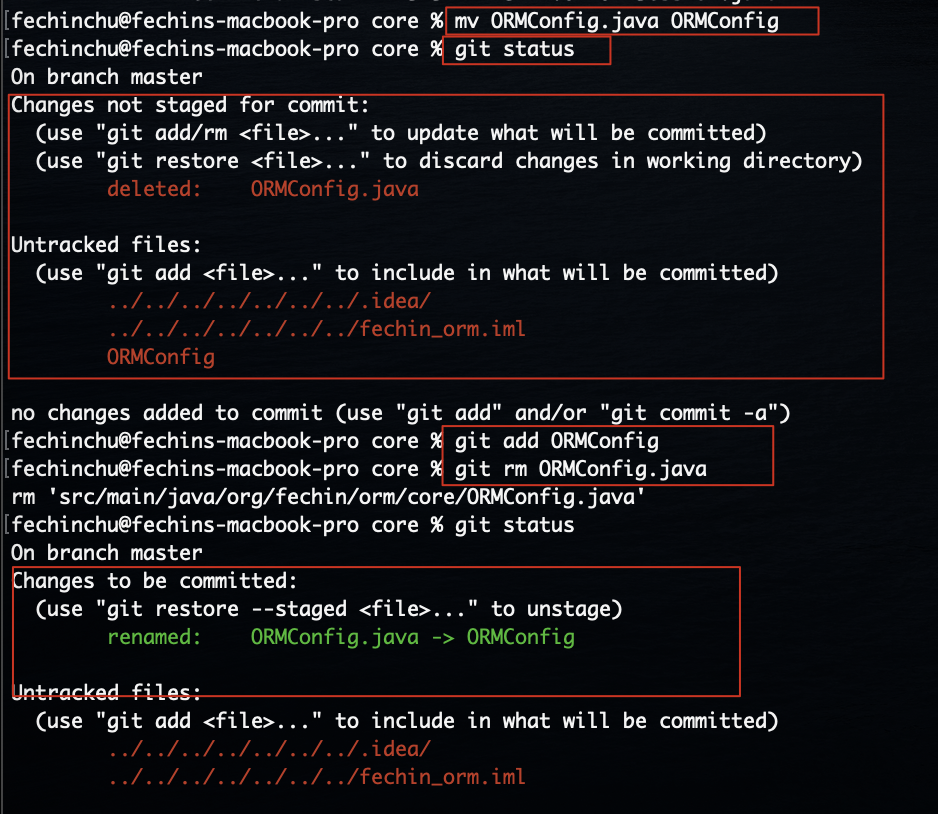 [fechinchu@fechins-macbook-pro core % mv ORMConfig.java ORMConfig
[fechinchu@fechins-macbook-pro core % git status
On branch master
Changes not staged for commit:
  (use "git add/rm <file>..." to update what will be committed)
  (use "git restore <file>..." to discard changes in working directory)
        deleted:    ORMConfig.java
Untracked files:
  (use "git add <file>..." to include in what will be committed)
        ../../../../../../../.idea/
        ../../../../../../../fechin_orm.iml
        ORMConfig
no changes added to commit (use "git add" and/or "git commit -a")
[fechinchu@fechins-macbook-pro core % git add ORMConfig
[fechinchu@fechins-macbook-pro core % git rm ORMConfig.java
rm 'src/main/java/org/fechin/orm/core/ORMConfig.java'
[fechinchu@fechins-macbook-pro core % git status
On branch master
Changes to be committed:
  (use "git restore --staged <file>..." to unstage)
        renamed:    ORMConfig.java -> ORMConfig
Untracked files:
  (use "git add <file>..." to include in what will be committed)
        ../../../../../../../.idea/
        ../../../../../../../fechin_orm.iml